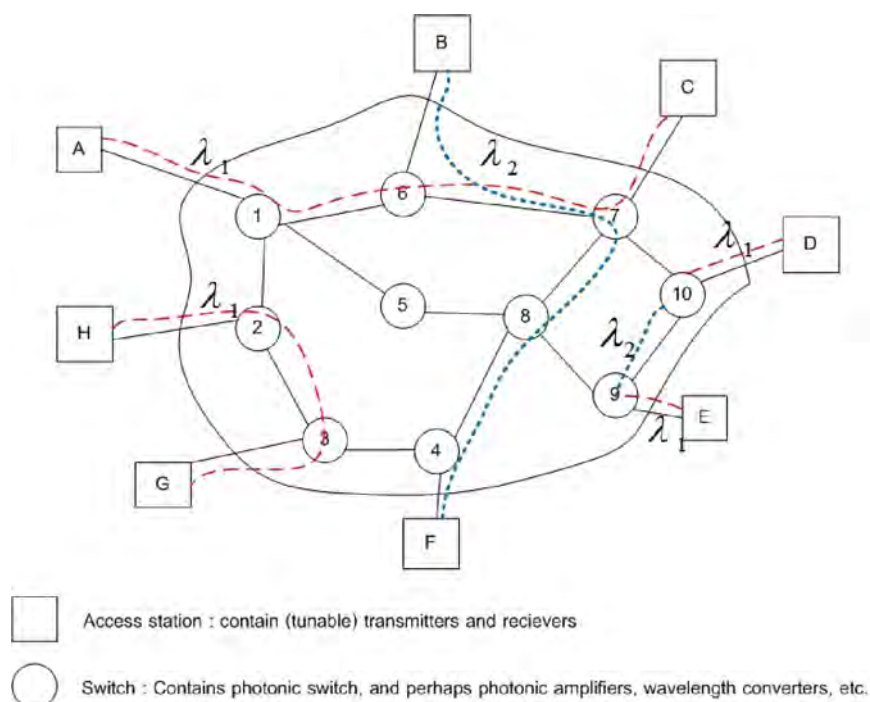 B
C
A
λ1
λ2
6
1
7
λ1
D
10
5
8
H
λ1
2
λ2
9
E
λ1
3
4
G
F
Access station : contain (tunable) transmitters and recievers
Switch : Contains photonic switch, and perhaps photonic amplifiers, wavelength converters, etc.